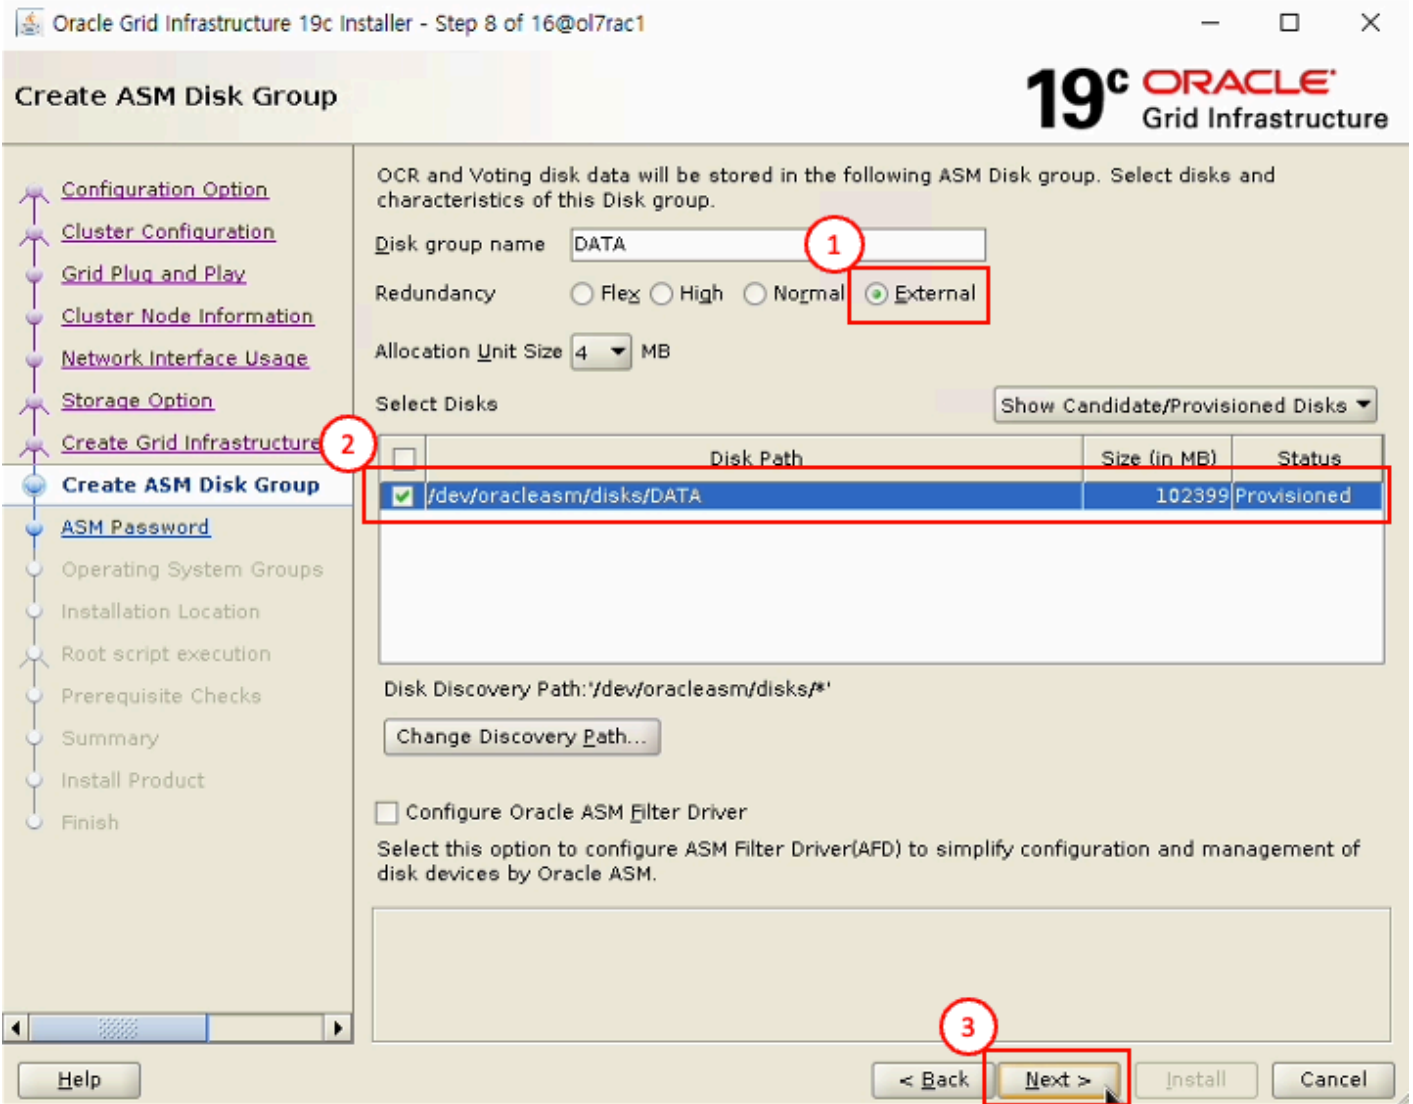 Oracle Grid Infrastructure 19c Installer - Step 8 of 16@ol7rac1
Create ASM Disk Group
19c ORACLE
Grid Infrastructure
Configuration Option
Cluster Configuration
Grid Plug and Play
Cluster Node Information
Network Interface Usage
Storage Option
Create Grid Infrastructure
Create ASM Disk Group
ASM Password
Operating System Groups
Installation Location
Root script execution
Prerequisite Checks
Summary
Install Product
Finish
OCR and Voting disk data will be stored in the following ASM Disk group. Select disks and
characteristics of this Disk group.
Disk group name DATA
1
Redundancy Flex High Normal External
Allocation Unit Size 4 MB
Select Disks Show Candidate/Provisioned Disks
2
Disk Path Size (in MB) Status
/dev/oracleasm/disks/DATA 102399 Provisioned
Disk Discovery Path:'/dev/oracleasm/disks/*'
Change Discovery Path...
Configure Oracle ASM Filter Driver
Select this option to configure ASM Filter Driver(AFD) to simplify configuration and management of
disk devices by Oracle ASM.
3
Help < Back Next > Install Cancel